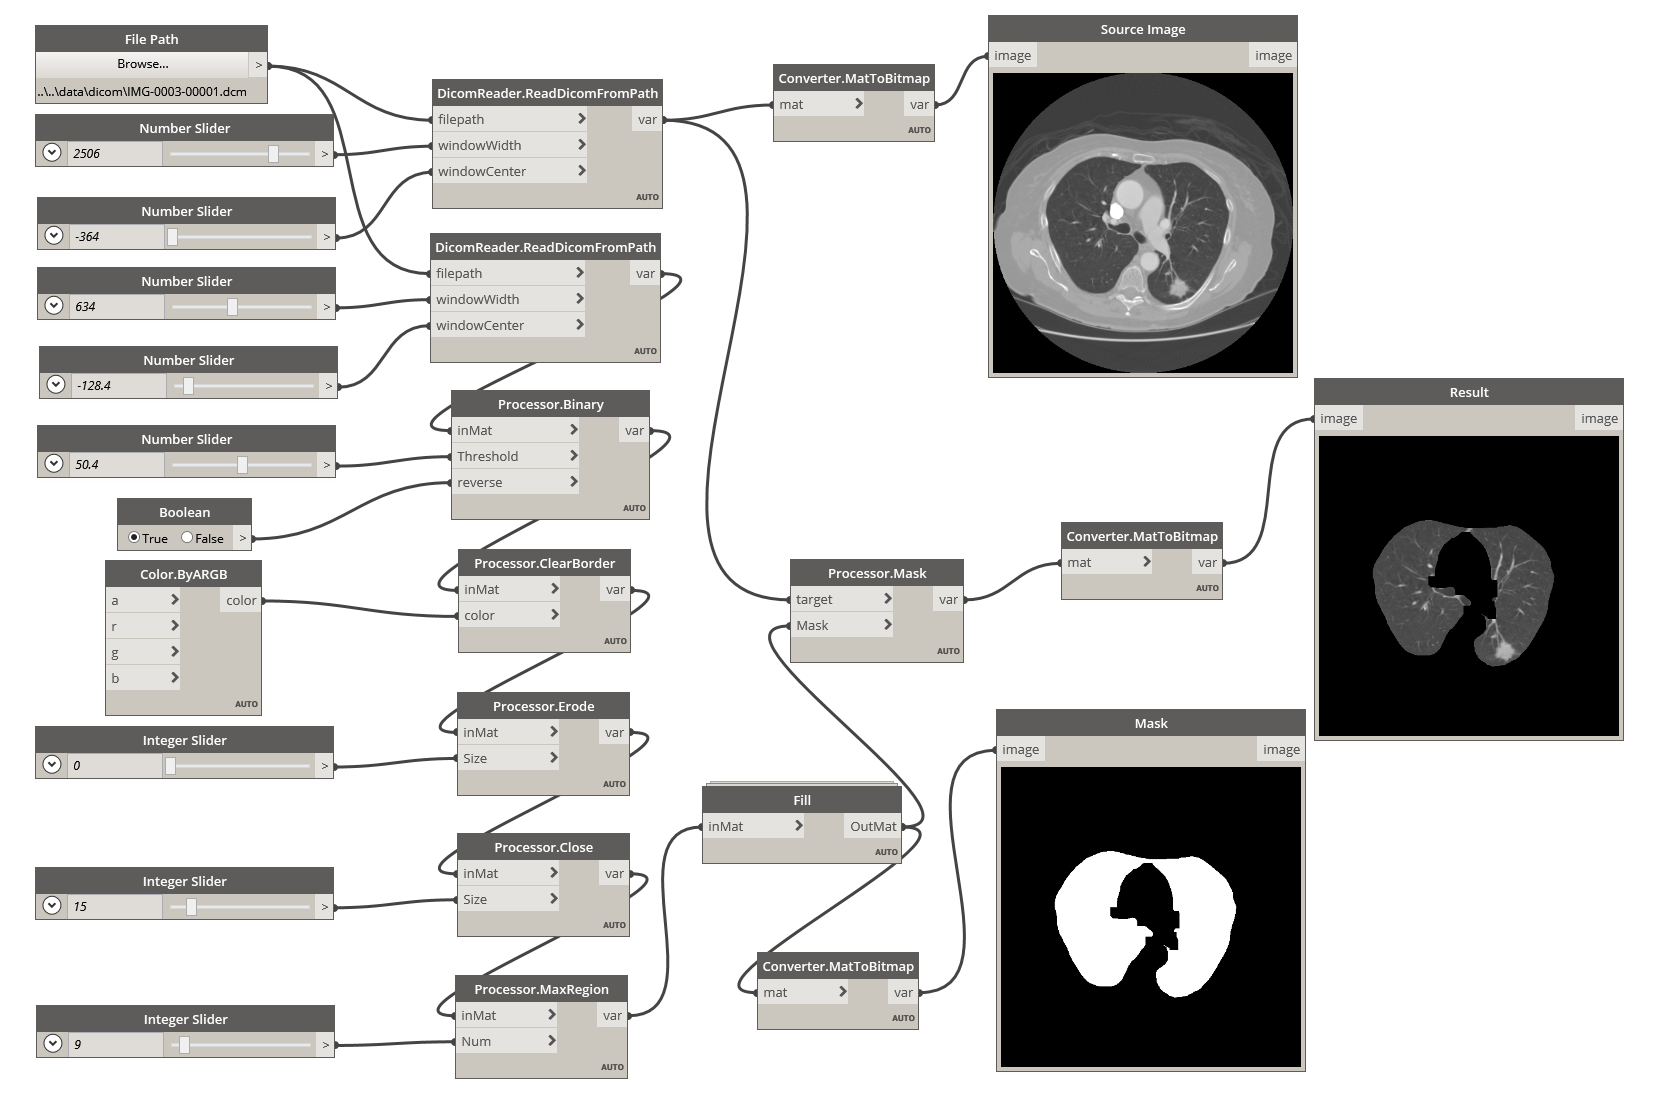 File Path
Browse... >
..\..\data\dicom\IMG-0003-00001.dcm
Number Slider
2506 >
Number Slider
-364 >
Number Slider
634 >
Number Slider
-128.4 >
Number Slider
50.4 >
Boolean
True False >
Color.ByARGB
a > color
r >
g >
b >
AUTO
Integer Slider
0 >
Integer Slider
15 >
Integer Slider
9 >
DicomReader.ReadDicomFromPath
filepath > var
windowWidth >
windowCenter >
AUTO
DicomReader.ReadDicomFromPath
filepath > var
windowWidth >
windowCenter >
AUTO
Processor.Binary
inMat > var
Threshold >
reverse >
AUTO
Processor.ClearBorder
inMat > var
color >
AUTO
Processor.Erode
inMat > var
Size >
AUTO
Processor.Close
inMat > var
Size >
AUTO
Processor.MaxRegion
inMat > var
Num >
AUTO
Converter.MatToBitmap
mat > var
AUTO
Source Image
image image
Processor.Mask
target > var
Mask >
AUTO
Fill
inMat > OutMat
AUTO
Converter.MatToBitmap
mat > var
AUTO
Converter.MatToBitmap
mat > var
AUTO
Result
image image
Mask
image image